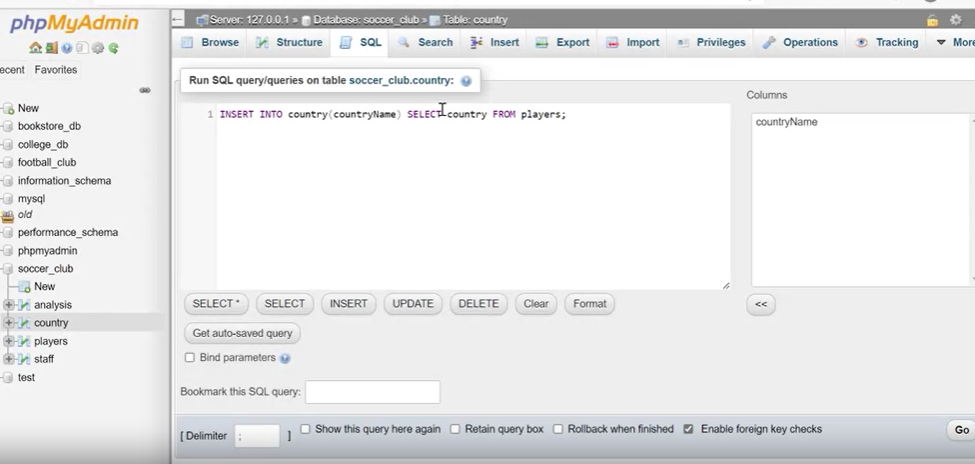 phpMyAdmin
ecent Favorites
New
bookstore_db
college_db
football_club
information_schema
mysql
old
performance_schema
phpmyadmin
soccer_club
New
analysis
country
players
staff
test
Server: 127.0.0.1 » Database: soccer_club » Table: country
Browse Structure SQL Search Insert Export Import Privileges Operations Tracking More
Run SQL query/queries on table soccer_club.country:
1 INSERT INTO country(countryName) SELECT country FROM players;
Columns
countryName
SELECT * SELECT INSERT UPDATE DELETE Clear Format <<
Get auto-saved query
Bind parameters
Bookmark this SQL query:
[ Delimiter ; ] Show this query here again Retain query box Rollback when finished Enable foreign key checks Go